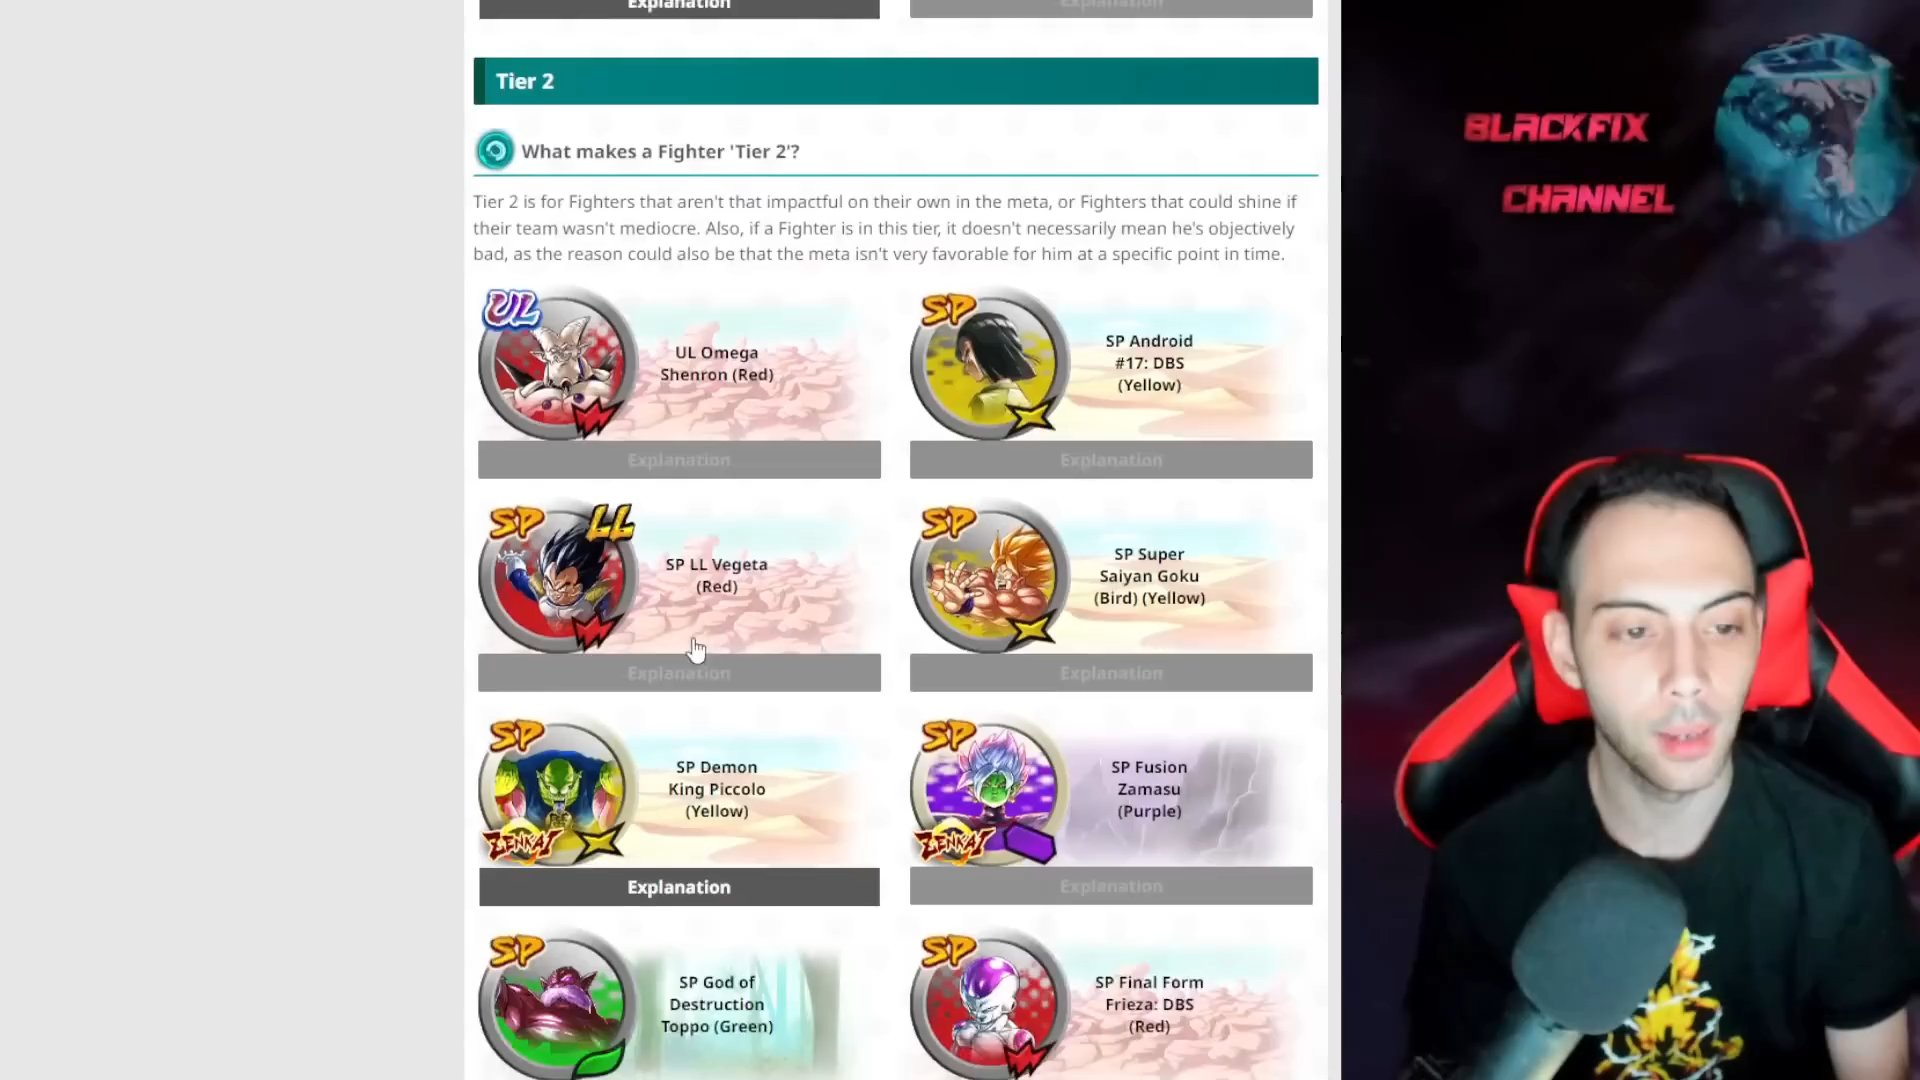 Explanation
Explanation
Tier 2
What makes a Fighter 'Tier 2'?
Tier 2 is for Fighters that aren't that impactful on their own in the meta, or Fighters that could shine if
their team wasn't mediocre. Also, if a Fighter is in this tier, it doesn't necessarily mean he's objectively
bad, as the reason could also be that the meta isn't very favorable for him at a specific point in time.
UL
UL Omega
Shenron (Red)
Explanation
SP
SP Android
#17: DBS
(Yellow)
Explanation
SP
LL
SP LL Vegeta
(Red)
Explanation
SP
SP Super
Saiyan Goku
(Bird) (Yellow)
Explanation
SP
ZENKAI
SP Demon
King Piccolo
(Yellow)
Explanation
SP
ZENKAI
SP Fusion
Zamasu
(Purple)
Explanation
SP
SP God of
Destruction
Toppo (Green)
SP
SP Final Form
Frieza: DBS
(Red)
BLACKFIX
CHANNEL